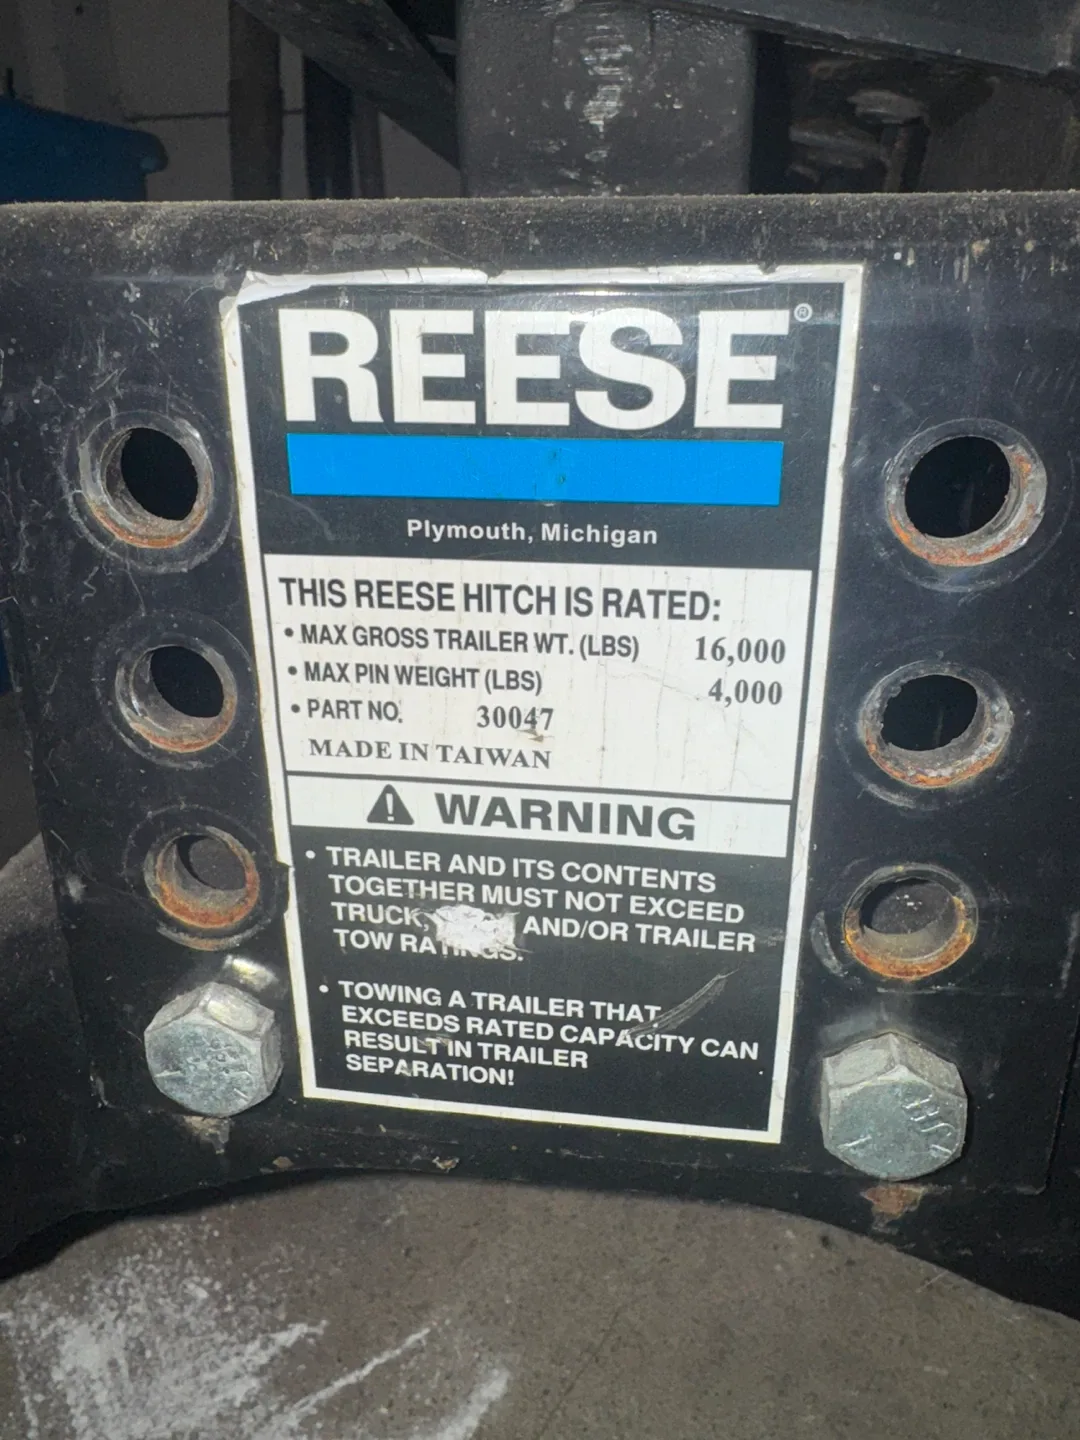 REESE®
Plymouth, Michigan
THIS REESE HITCH IS RATED:
• MAX GROSS TRAILER WT. (LBS) 16,000
• MAX PIN WEIGHT (LBS) 4,000
• PART NO. 30047
MADE IN TAIWAN
WARNING
• TRAILER AND ITS CONTENTS
TOGETHER MUST NOT EXCEED
TRUCK, AND/OR TRAILER
TOW RATINGS.
• TOWING A TRAILER THAT
EXCEEDS RATED CAPACITY CAN
RESULT IN TRAILER
SEPARATION!